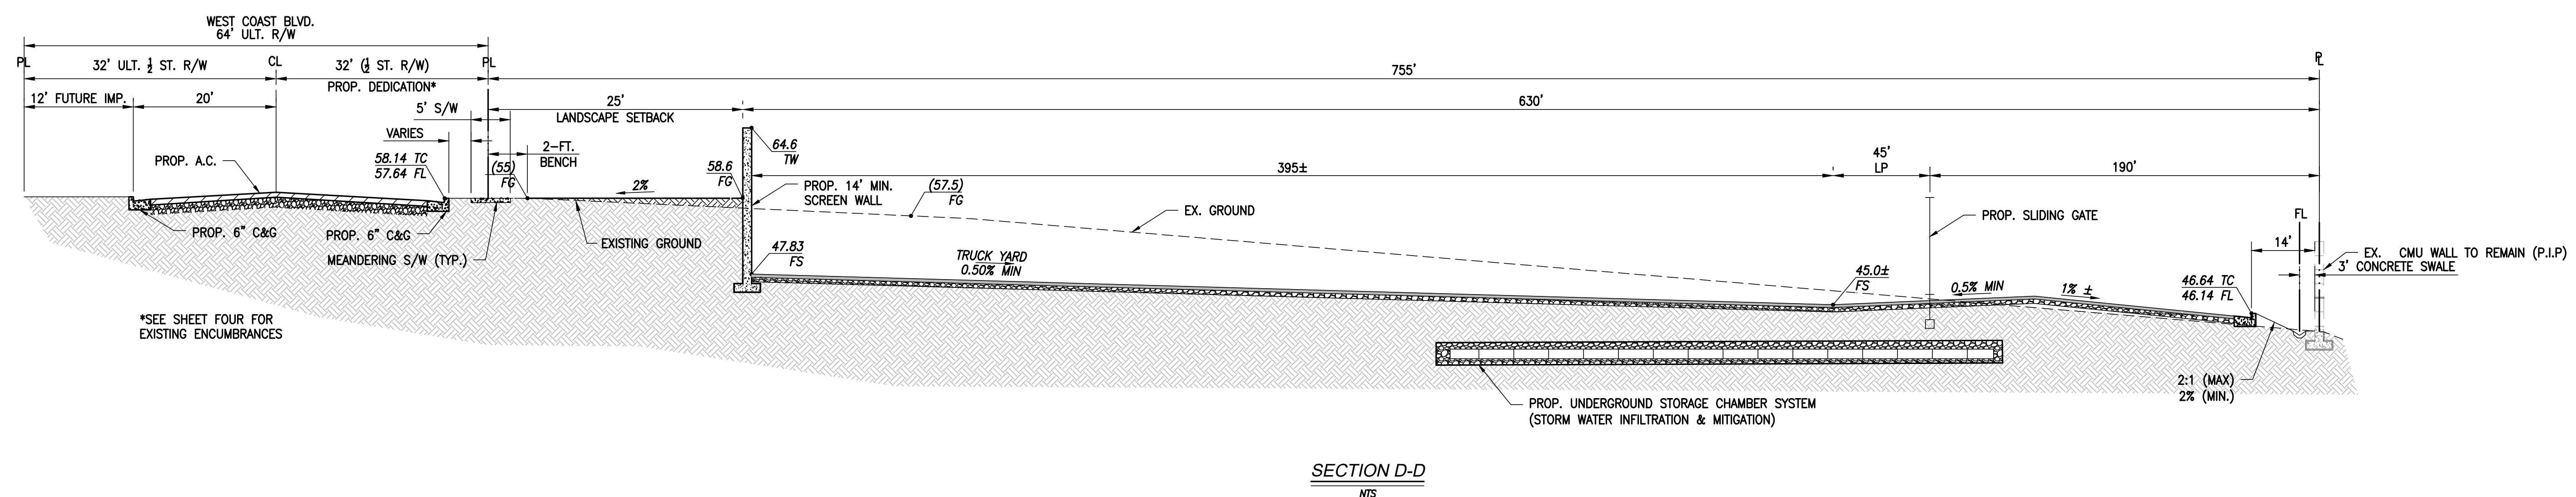 WEST COAST BLVD.
64' ULT. R/W
PL
32' ULT. ½ ST. R/W
CL
32' (½ ST. R/W)
PL
PROP. DEDICATION*
755'
PL
12' FUTURE IMP.
20'
5' S/W
25'
LANDSCAPE SETBACK
630'
VARIES
2-FT.
BENCH
PROP. A.C.
58.14 TC
57.64 FL
(55)
FG
2%
58.6
FG
64.6
TW
PROP. 14' MIN.
SCREEN WALL
(57.5)
FG
395±
45'
LP
190'
EX. GROUND
PROP. SLIDING GATE
FL
14'
EX. CMU WALL TO REMAIN (P.I.P)
3' CONCRETE SWALE
PROP. 6" C&G
PROP. 6" C&G
EXISTING GROUND
MEANDERING S/W (TYP.)
47.83
FS
TRUCK YARD
0.50% MIN
45.0±
FS
0.5% MIN
1% ±
46.64 TC
46.14 FL
*SEE SHEET FOUR FOR
EXISTING ENCUMBRANCES
2:1 (MAX)
2% (MIN.)
PROP. UNDERGROUND STORAGE CHAMBER SYSTEM
(STORM WATER INFILTRATION & MITIGATION)
SECTION D-D
NTS